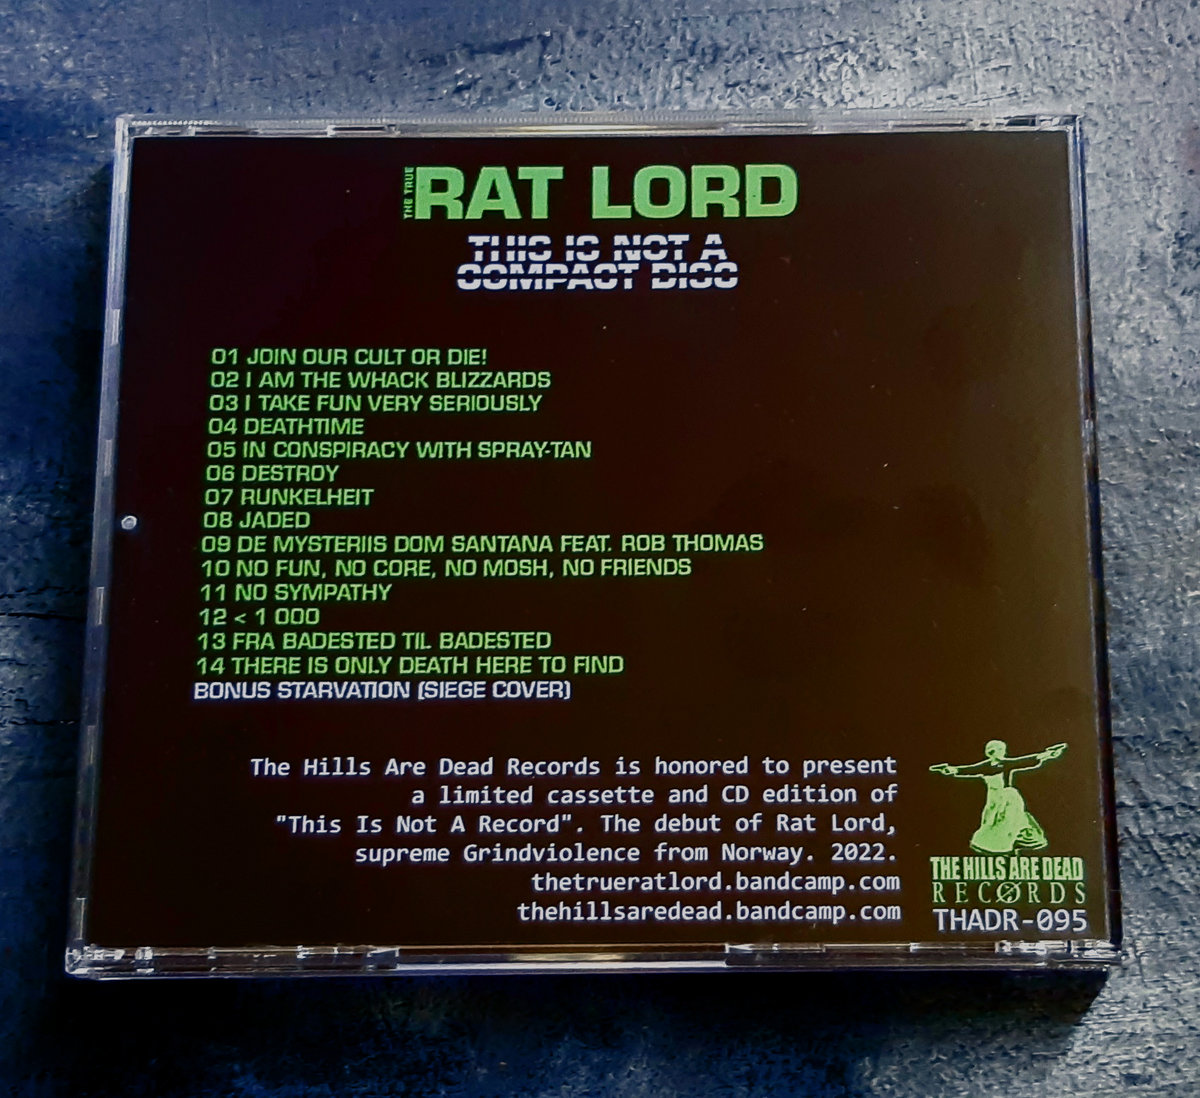 THE TRUE
RAT LORD
THIS IS NOT A
COMPACT DISC
01 JOIN OUR CULT OR DIE!
02 I AM THE WHACK BLIZZARDS
03 I TAKE FUN VERY SERIOUSLY
04 DEATHTIME
05 IN CONSPIRACY WITH SPRAY-TAN
06 DESTROY
07 RUNKELHEIT
08 JADED
09 DE MYSTERIIS DOM SANTANA FEAT. ROB THOMAS
10 NO FUN, NO CORE, NO MOSH, NO FRIENDS
11 NO SYMPATHY
12 < 1 000
13 FRA BADESTED TIL BADESTED
14 THERE IS ONLY DEATH HERE TO FIND
BONUS STARVATION (SIEGE COVER)
The Hills Are Dead Records is honored to present
a limited cassette and CD edition of
"This Is Not A Record". The debut of Rat Lord,
supreme Grindviolence from Norway. 2022.
thetrueratlord.bandcamp.com
thehillsaredead.bandcamp.com
THE HILLS ARE DEAD
RECORDS
THADR-095